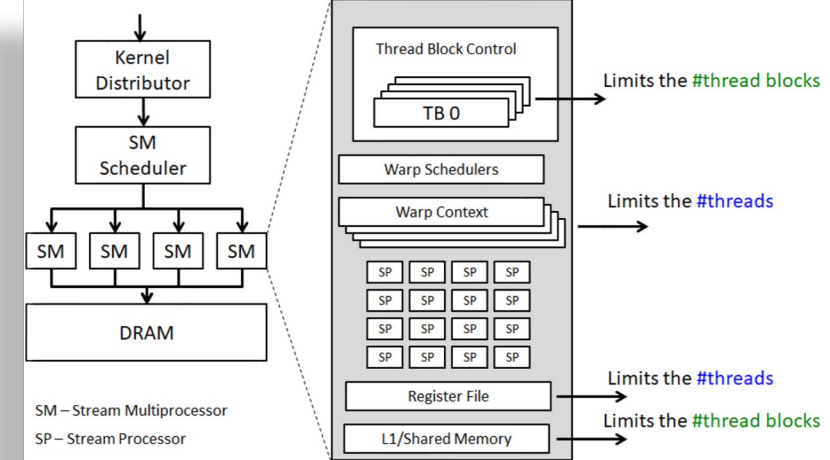 Kernel
Distributor
SM
Scheduler
SM SM SM SM
DRAM
SM – Stream Multiprocessor
SP – Stream Processor
Thread Block Control
TB 0
Warp Schedulers
Warp Context
SP SP SP SP
SP SP SP SP
SP SP SP SP
SP SP SP SP
Register File
L1/Shared Memory
Limits the #thread blocks
Limits the #threads
Limits the #threads
Limits the #thread blocks